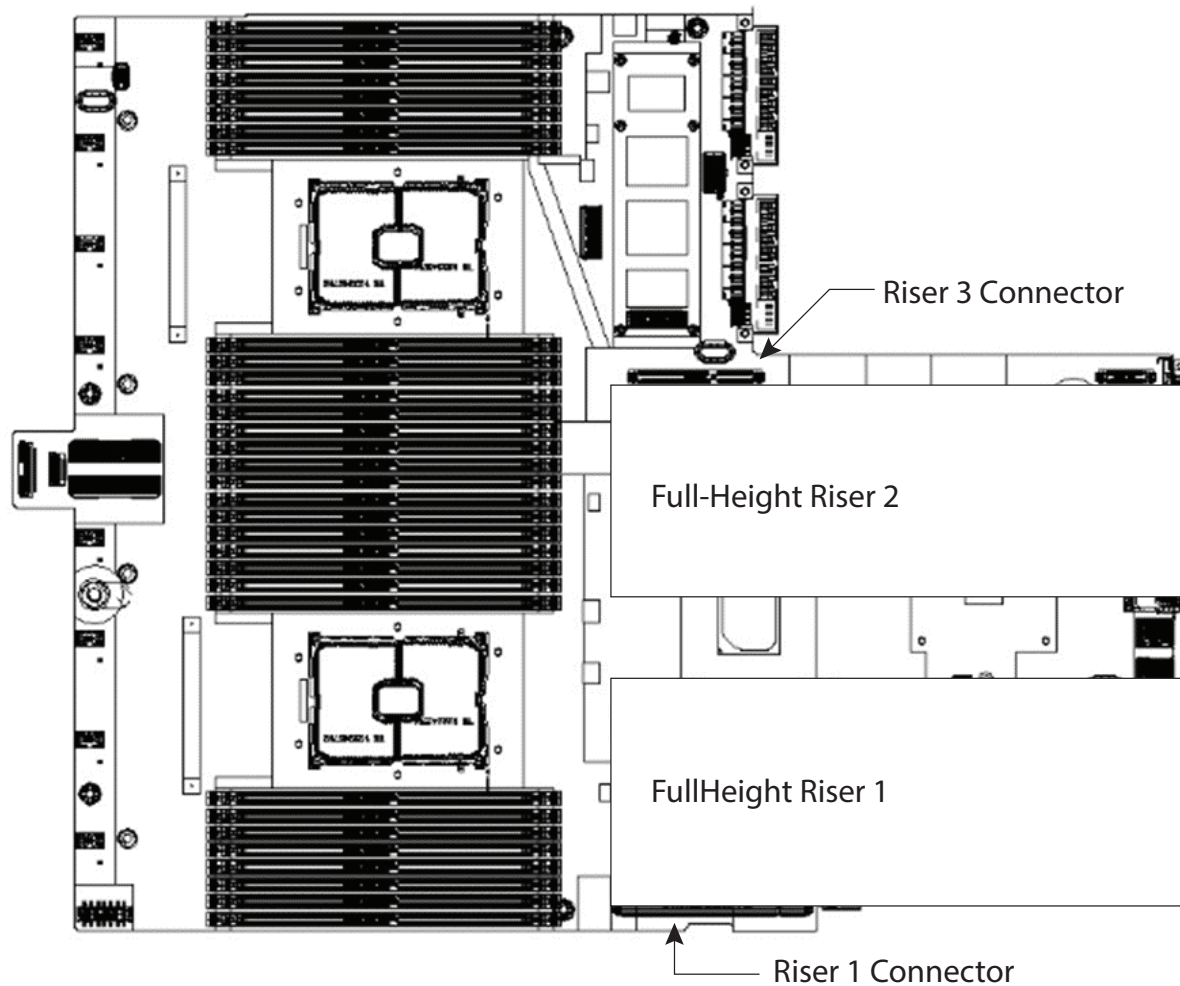 Riser 3 Connector
Full-Height Riser 2
FullHeight Riser 1
Riser 1 Connector